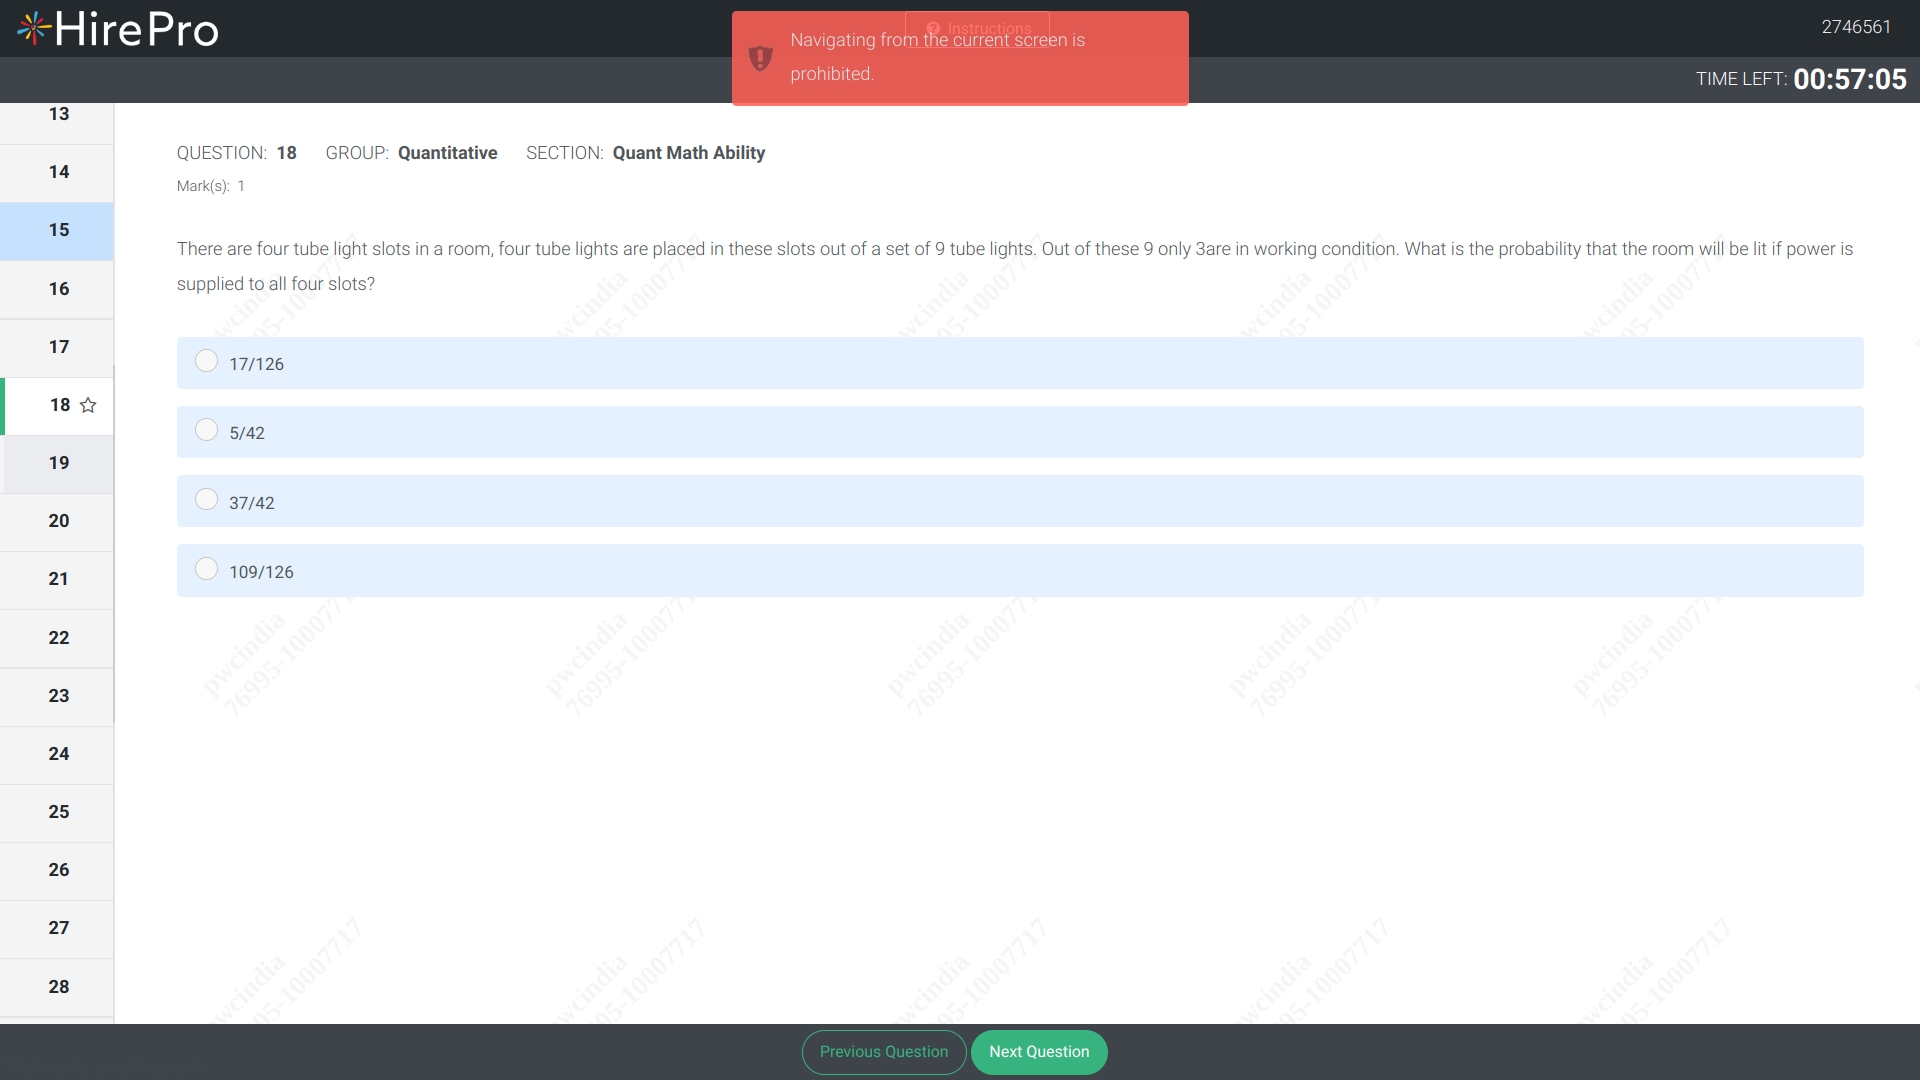 HirePro
Instructions
Navigating from the current screen is
prohibited.
2746561
TIME LEFT: 00:57:05
13
14
15
16
17
18
19
20
21
22
23
24
25
26
27
28
QUESTION: 18 GROUP: Quantitative SECTION: Quant Math Ability
Mark(s): 1
There are four tube light slots in a room, four tube lights are placed in these slots out of a set of 9 tube lights. Out of these 9 only 3are in working condition. What is the probability that the room will be lit if power is
supplied to all four slots?
17/126
5/42
37/42
109/126
pwcindia
76995-10007717
Previous Question
Next Question